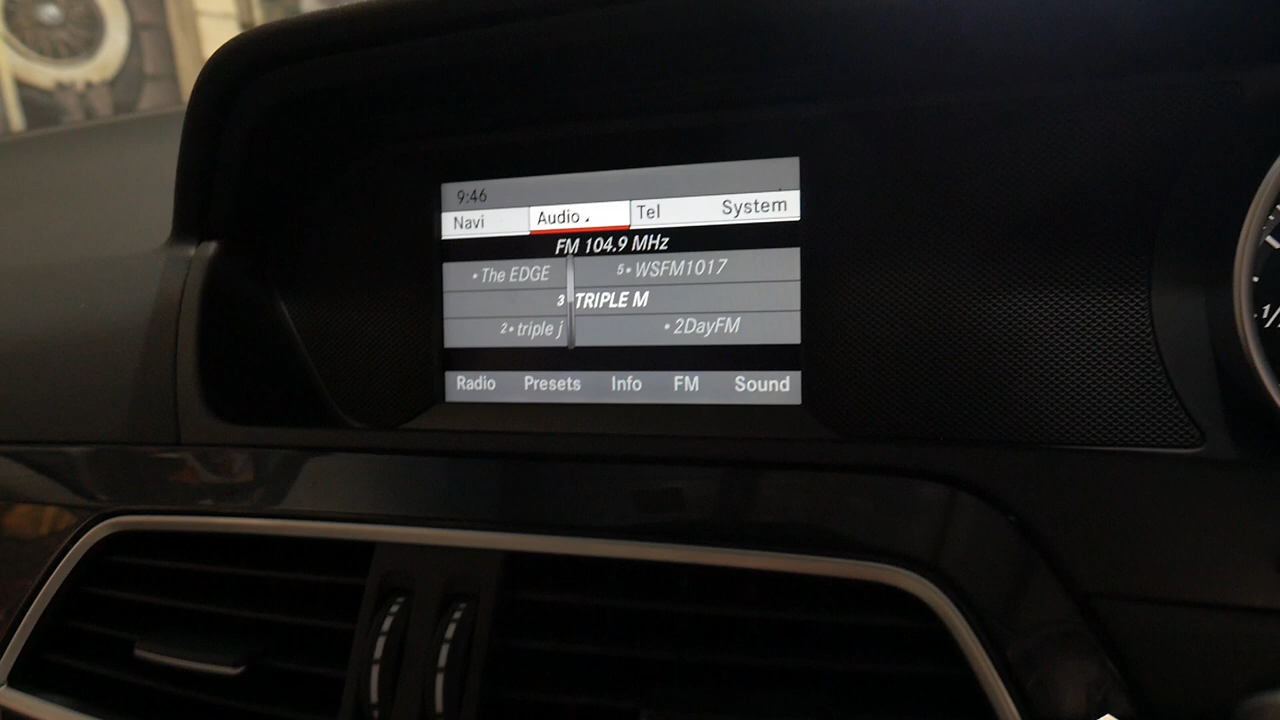 9:46
Navi Audio Tel System
FM 104.9 MHz
• The EDGE 5• WSFM1017
3 TRIPLE M
2• triple j • 2DayFM
Radio Presets Info FM Sound
1/